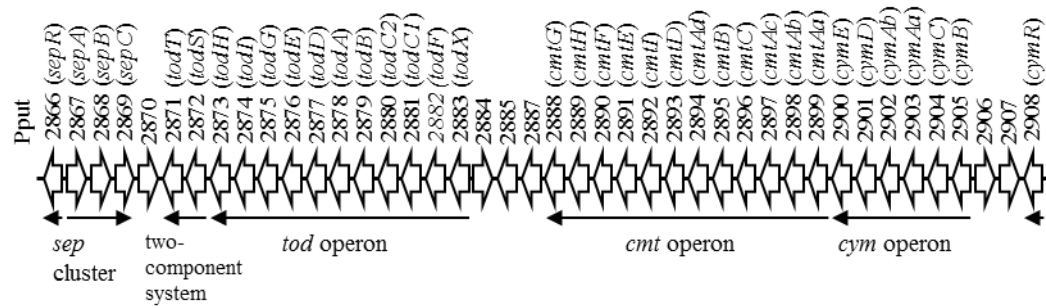 Pput
2866 (sepR)
2867 (sepA)
2868 (sepB)
2869 (sepC)
2870
2871 (todT)
2872 (todS)
2873 (todH)
2874 (todI)
2875 (todG)
2876 (todE)
2877 (todD)
2878 (todA)
2879 (todB)
2880 (todC2)
2881 (todC1)
2882 (todF)
2883 (todX)
2884
2885
2887
2888 (cmtG)
2889 (cmtH)
2890 (cmtF)
2891 (cmtE)
2892 (cmtI)
2893 (cmtD)
2894 (cmtAd)
2895 (cmtB)
2896 (cmtC)
2897 (cmtAc)
2898 (cmtAb)
2899 (cmtAa)
2900 (cymE)
2901 (cymD)
2902 (cymAb)
2903 (cymAa)
2904 (cymC)
2905 (cymB)
2906
2907
2908 (cymR)
sep
cluster
two-
component
system
tod operon
cmt operon
cym operon